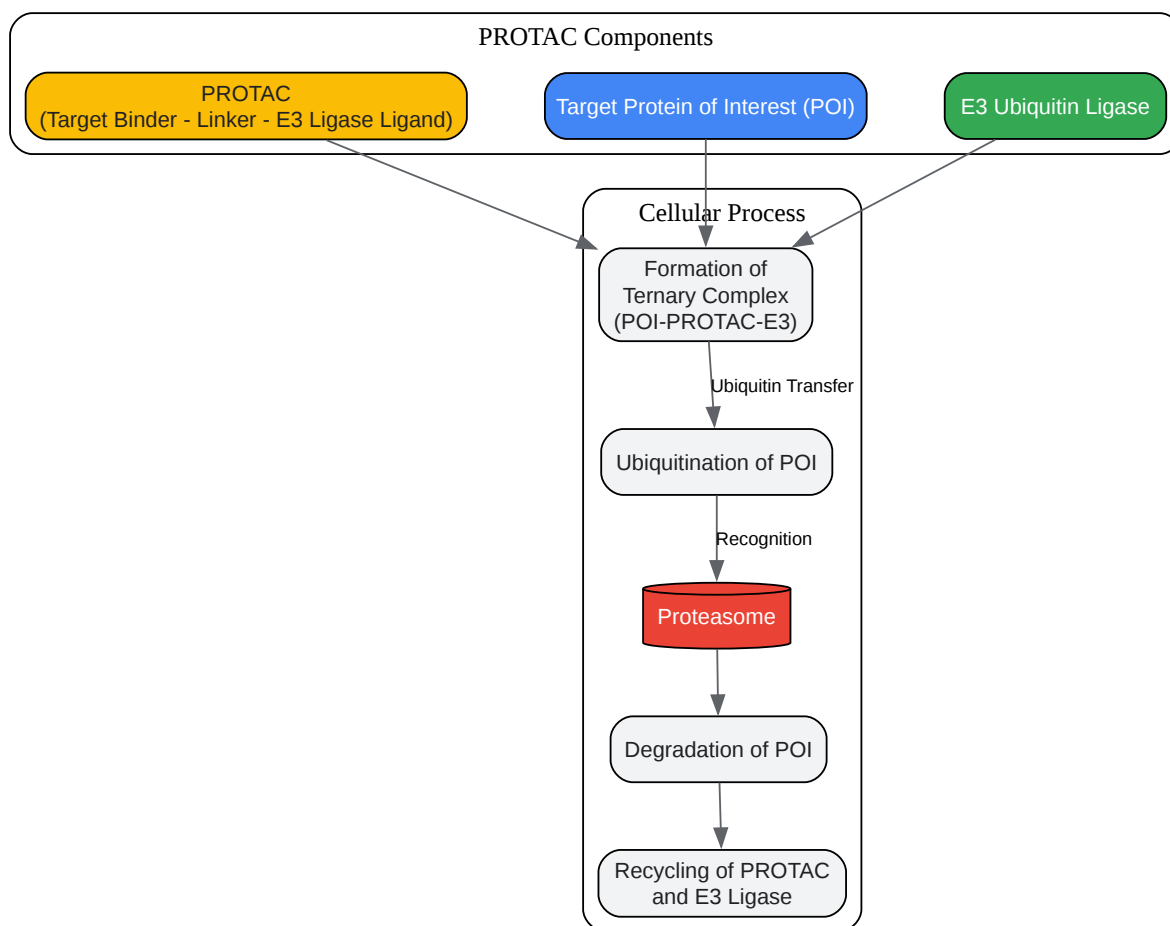 PROTAC Components
PROTAC
(Target Binder - Linker - E3 Ligase Ligand)
Target Protein of Interest (POI)
E3 Ubiquitin Ligase
Cellular Process
Formation of
Ternary Complex
(POI-PROTAC-E3)
Ubiquitin Transfer
Ubiquitination of POI
Recognition
Proteasome
Degradation of POI
Recycling of PROTAC
and E3 Ligase